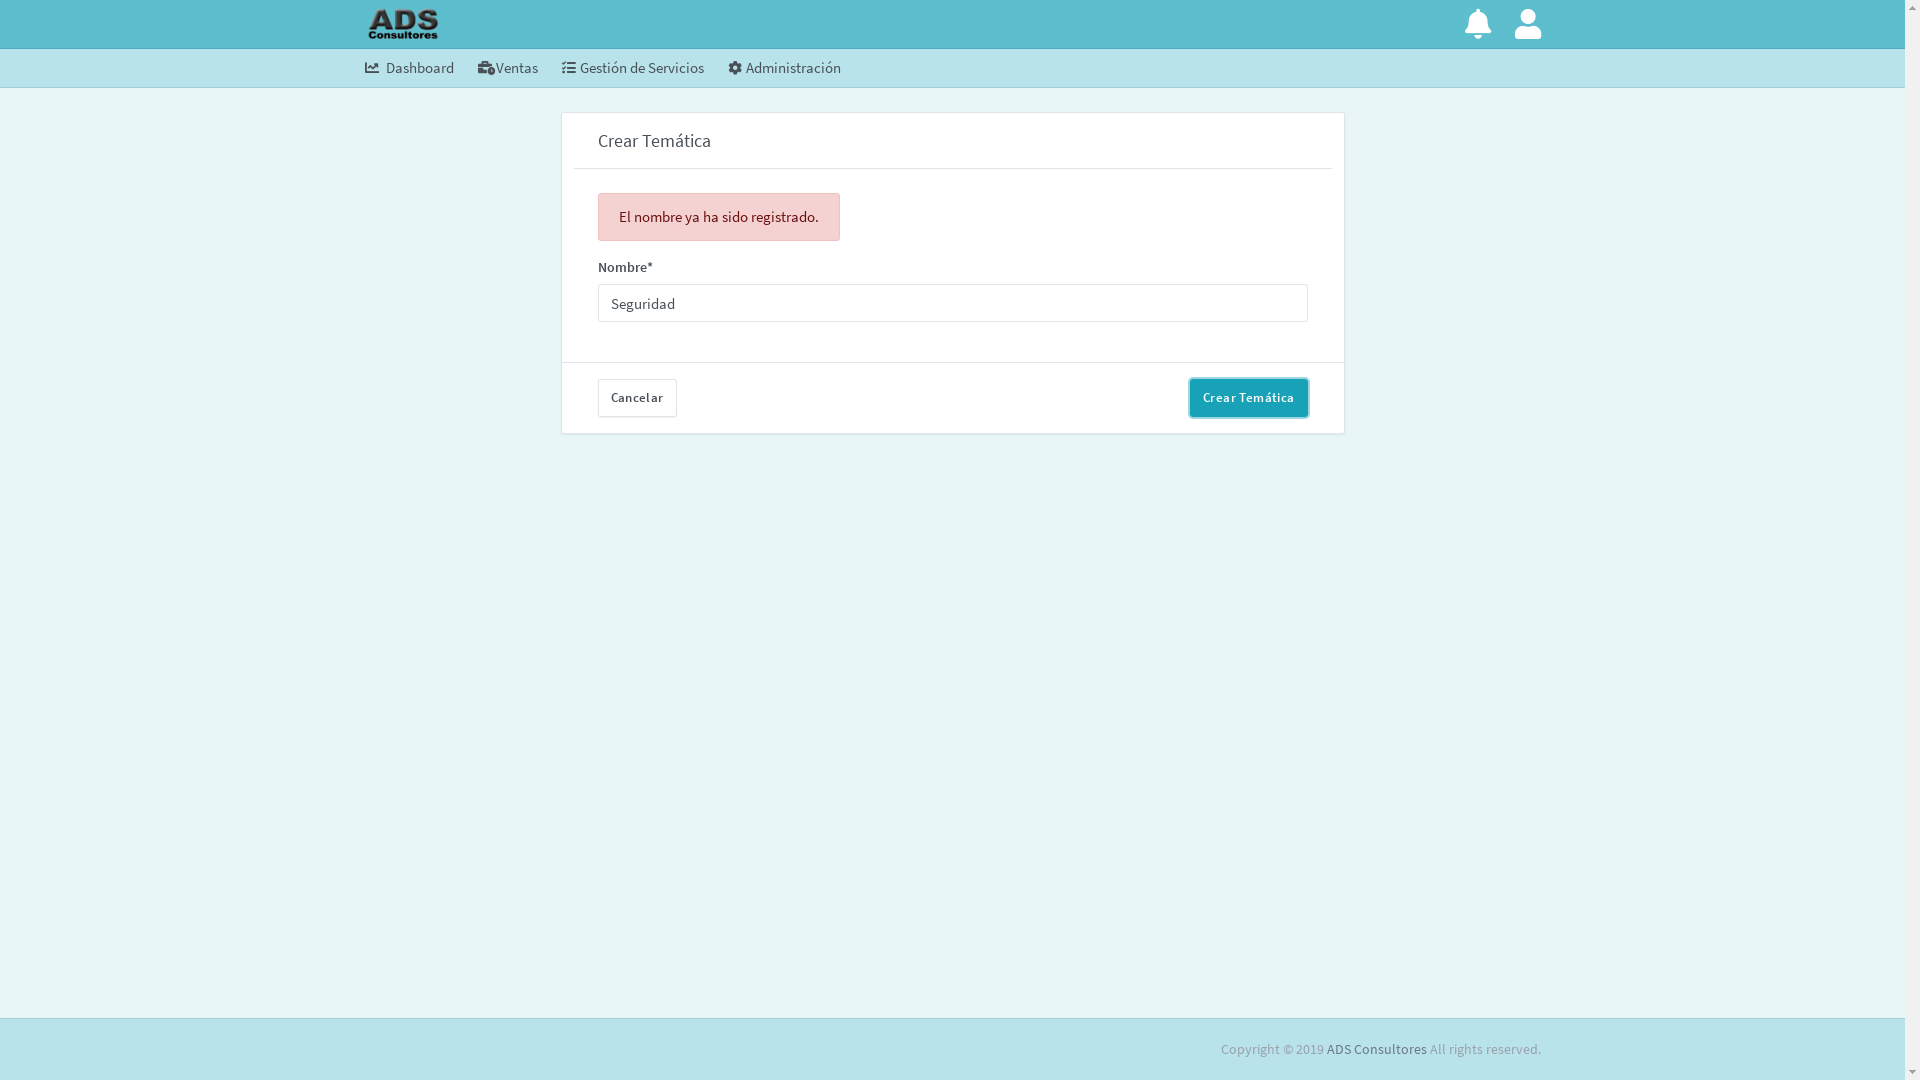 ADS
Consultores
Dashboard
Ventas
Gestión de Servicios
Administración
Crear Temática
El nombre ya ha sido registrado.
Nombre*
Seguridad
Cancelar
Crear Temática
Copyright © 2019 ADS Consultores All rights reserved.